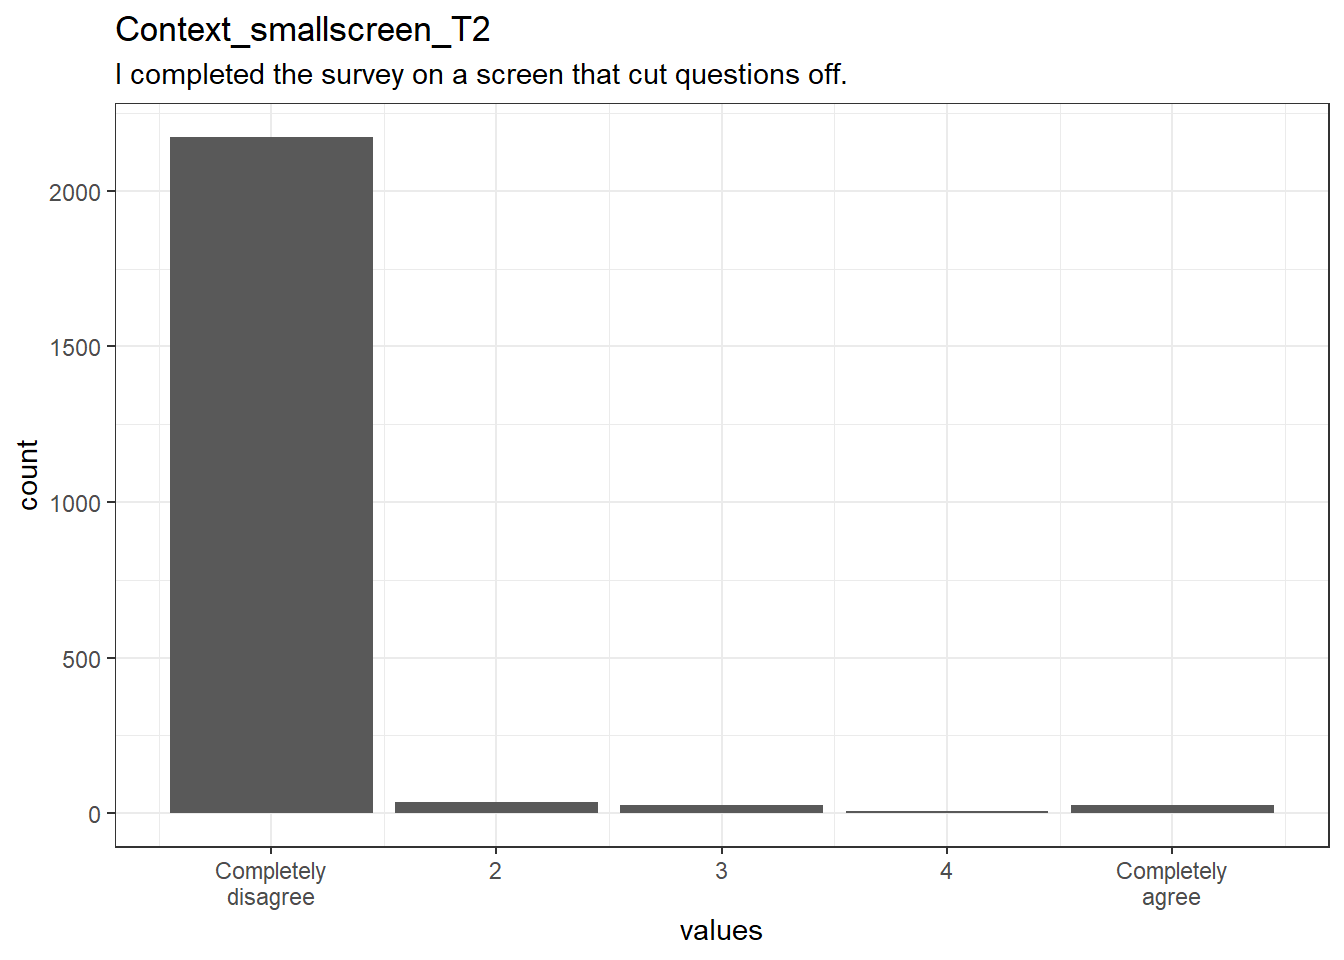 Context_smallscreen_T2
I completed the survey on a screen that cut questions off.
count
2000
1500
1000
500
0
Completely
disagree
2
3
4
Completely
agree
values